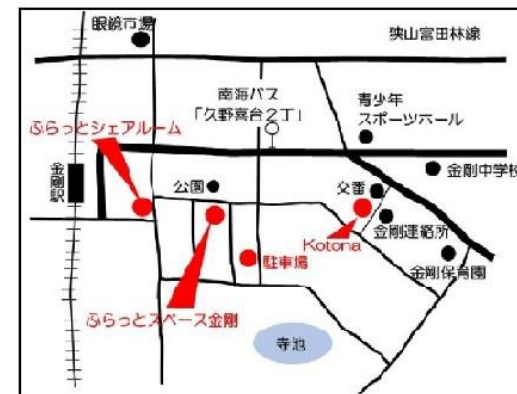 眼鏡市場
狭山富田林線
南海バス
「久野喜台2丁」
青少年
スポーツホール
ふらっとシェアルーム
金剛駅
公園
交番
金剛中学校
金剛連絡所
Kotona
駐車場
金剛保育園
ふらっとスペース金剛
寺池